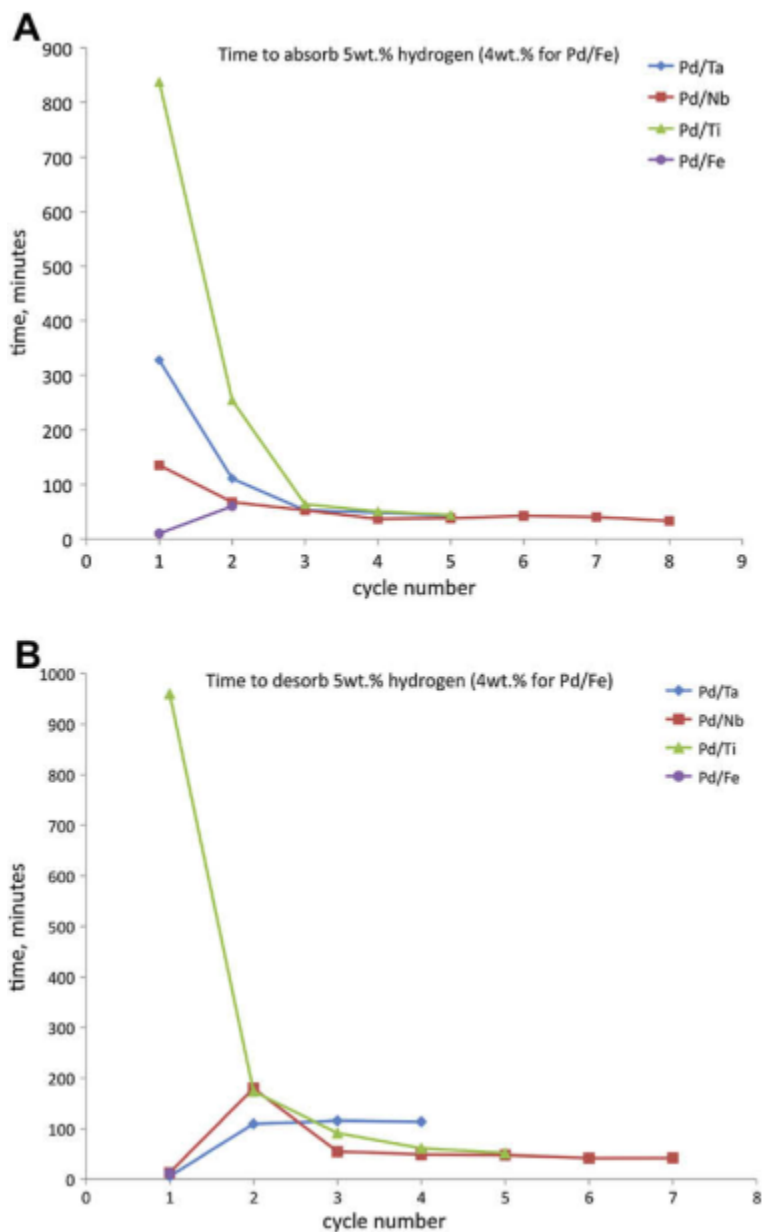 A
Time to absorb 5wt.% hydrogen (4wt.% for Pd/Fe)
Pd/Ta
Pd/Nb
Pd/Ti
Pd/Fe
900
800
700
600
500
400
300
200
100
0
time, minutes
0 1 2 3 4 5 6 7 8 9
cycle number
B
Time to desorb 5wt.% hydrogen (4wt.% for Pd/Fe)
Pd/Ta
Pd/Nb
Pd/Ti
Pd/Fe
1000
900
800
700
600
500
400
300
200
100
0
time, minutes
0 1 2 3 4 5 6 7 8
cycle number